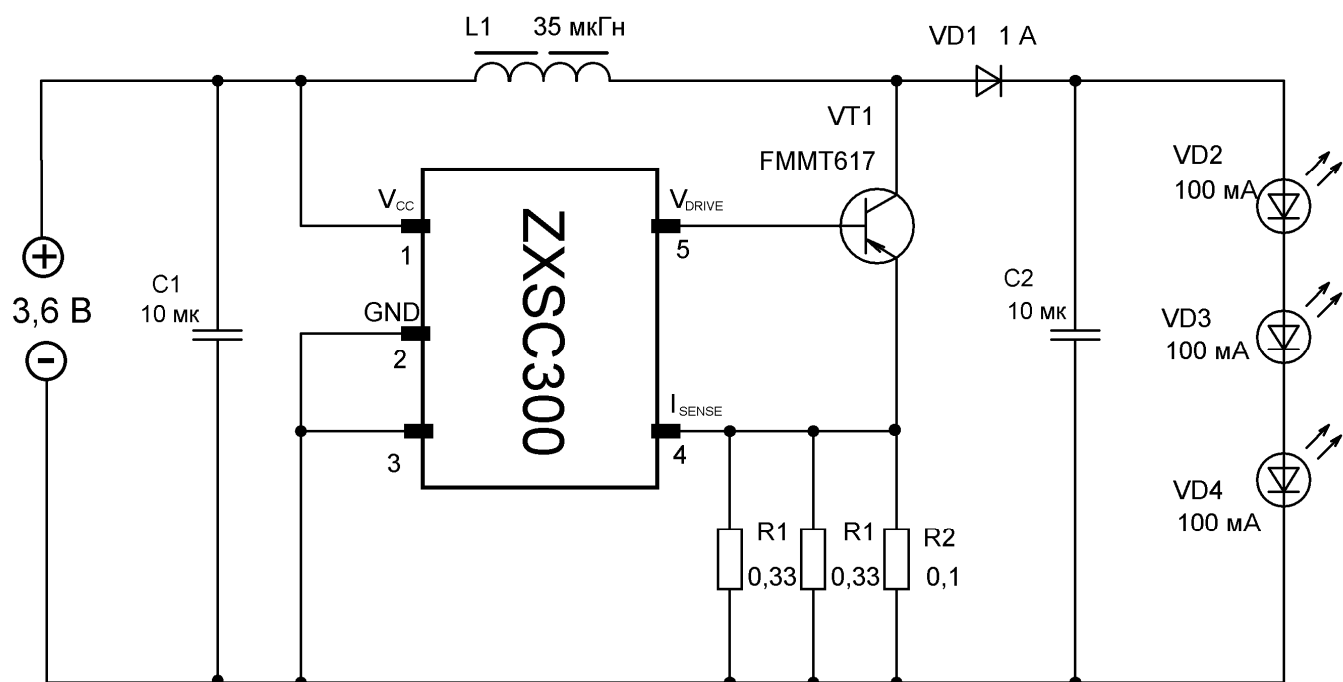 L1 35 мкГн
VD1 1 А
VT1
FMMT617
VCC
1
GND
2
3
ZXSC300
VDRIVE
5
ISENSE
4
3,6 В
C1
10 мк
C2
10 мк
VD2
100 мА
VD3
100 мА
VD4
100 мА
R1
0,33
R1
0,33
R2
0,1